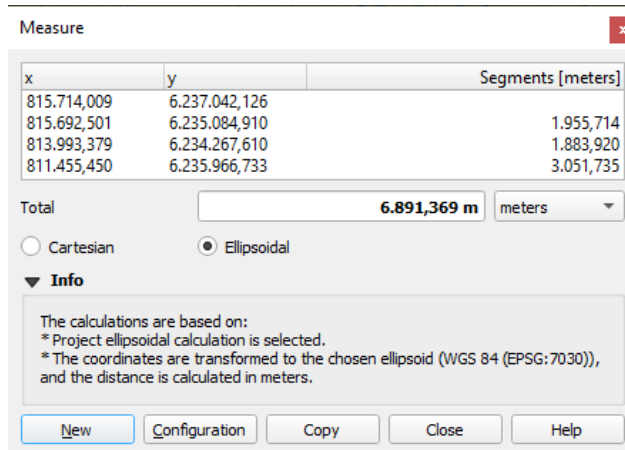 Measure
x y Segments [meters]
815.714,009 6.237.042,126
815.692,501 6.235.084,910 1.955,714
813.993,379 6.234.267,610 1.883,920
811.455,450 6.235.966,733 3.051,735
Total 6.891,369 m meters
Cartesian Ellipsoidal
Info
The calculations are based on:
* Project ellipsoidal calculation is selected.
* The coordinates are transformed to the chosen ellipsoid (WGS 84 (EPSG:7030)),
and the distance is calculated in meters.
New Configuration Copy Close Help